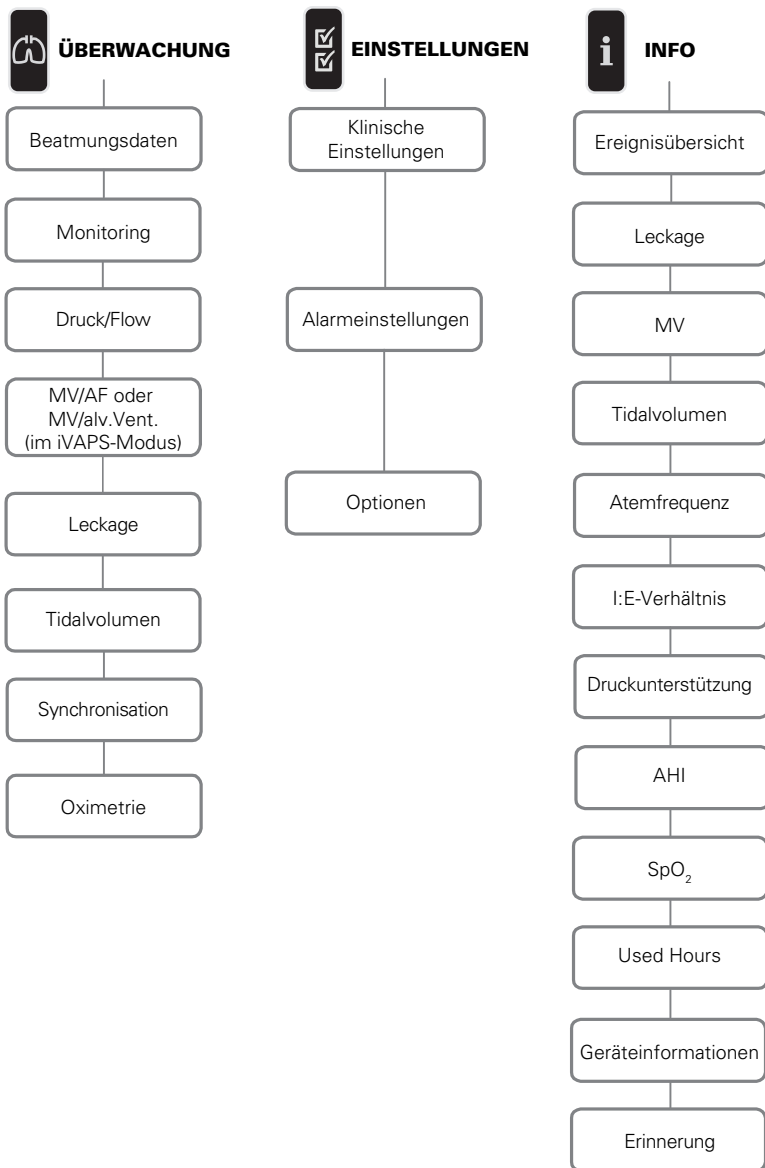 ÜBERWACHUNG
Beatmungsdaten
Monitoring
Druck/Flow
MV/AF oder
MV/alv.Vent.
(im iVAPS-Modus)
Leckage
Tidalvolumen
Synchronisation
Oximetrie
EINSTELLUNGEN
Klinische
Einstellungen
Alarmeinstellungen
Optionen
i INFO
Ereignisübersicht
Leckage
MV
Tidalvolumen
Atemfrequenz
I:E-Verhältnis
Druckunterstützung
AHI
SpO₂
Used Hours
Geräteinformationen
Erinnerung